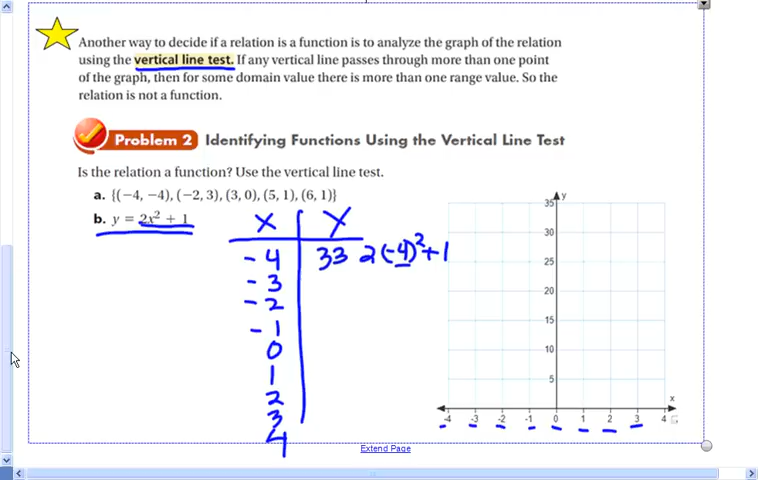 Another way to decide if a relation is a function is to analyze the graph of the relation
using the vertical line test. If any vertical line passes through more than one point
of the graph, then for some domain value there is more than one range value. So the
relation is not a function.
Problem 2 Identifying Functions Using the Vertical Line Test
Is the relation a function? Use the vertical line test.
a. {(−4, −4), (−2, 3), (3, 0), (5, 1), (6, 1)}
b. y = 2x² + 1
X Y
-4 33 2(-4)²+1
-3
-2
-1
0
1
2
3
4
y
35
30
25
20
15
10
5
x
-4 -3 -2 -1 0 1 2 3 4
Extend Page